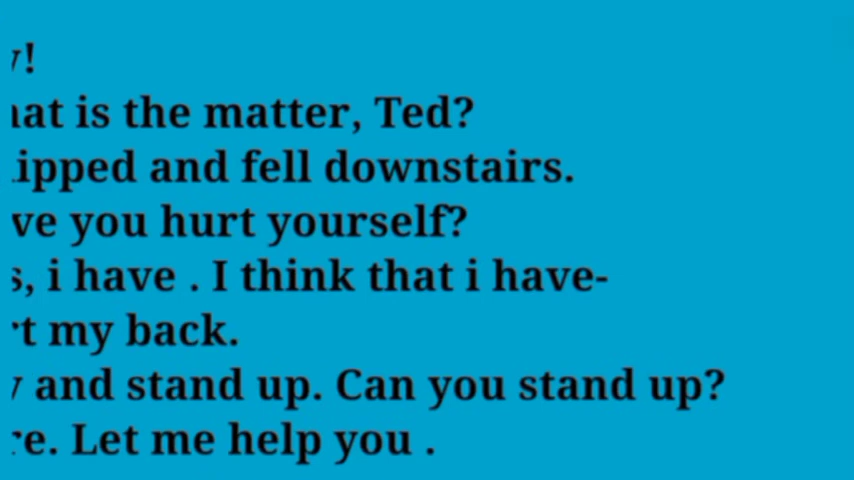 y!
at is the matter, Ted?
ipped and fell downstairs.
ve you hurt yourself?
s, i have . I think that i have-
t my back.
y and stand up. Can you stand up?
re. Let me help you .